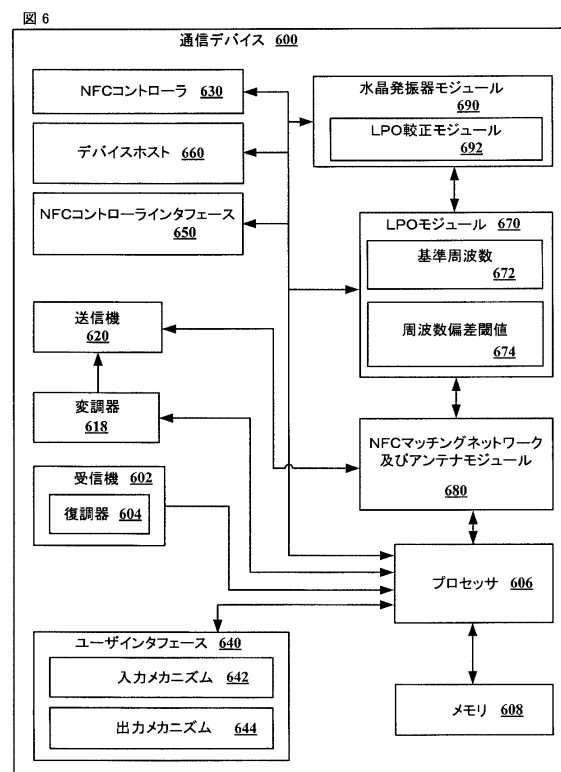 図６
通信デバイス 600
NFCコントローラ 630
デバイスホスト 660
NFCコントローラインタフェース
650
送信機
620
変調器
618
受信機 602
復調器 604
ユーザインタフェース 640
入力メカニズム 642
出力メカニズム 644
水晶発振器モジュール
690
LPO較正モジュール
692
LPOモジュール 670
基準周波数
672
周波数偏差閾値
674
NFCマッチングネットワーク
及びアンテナモジュール
680
プロセッサ 606
メモリ 608